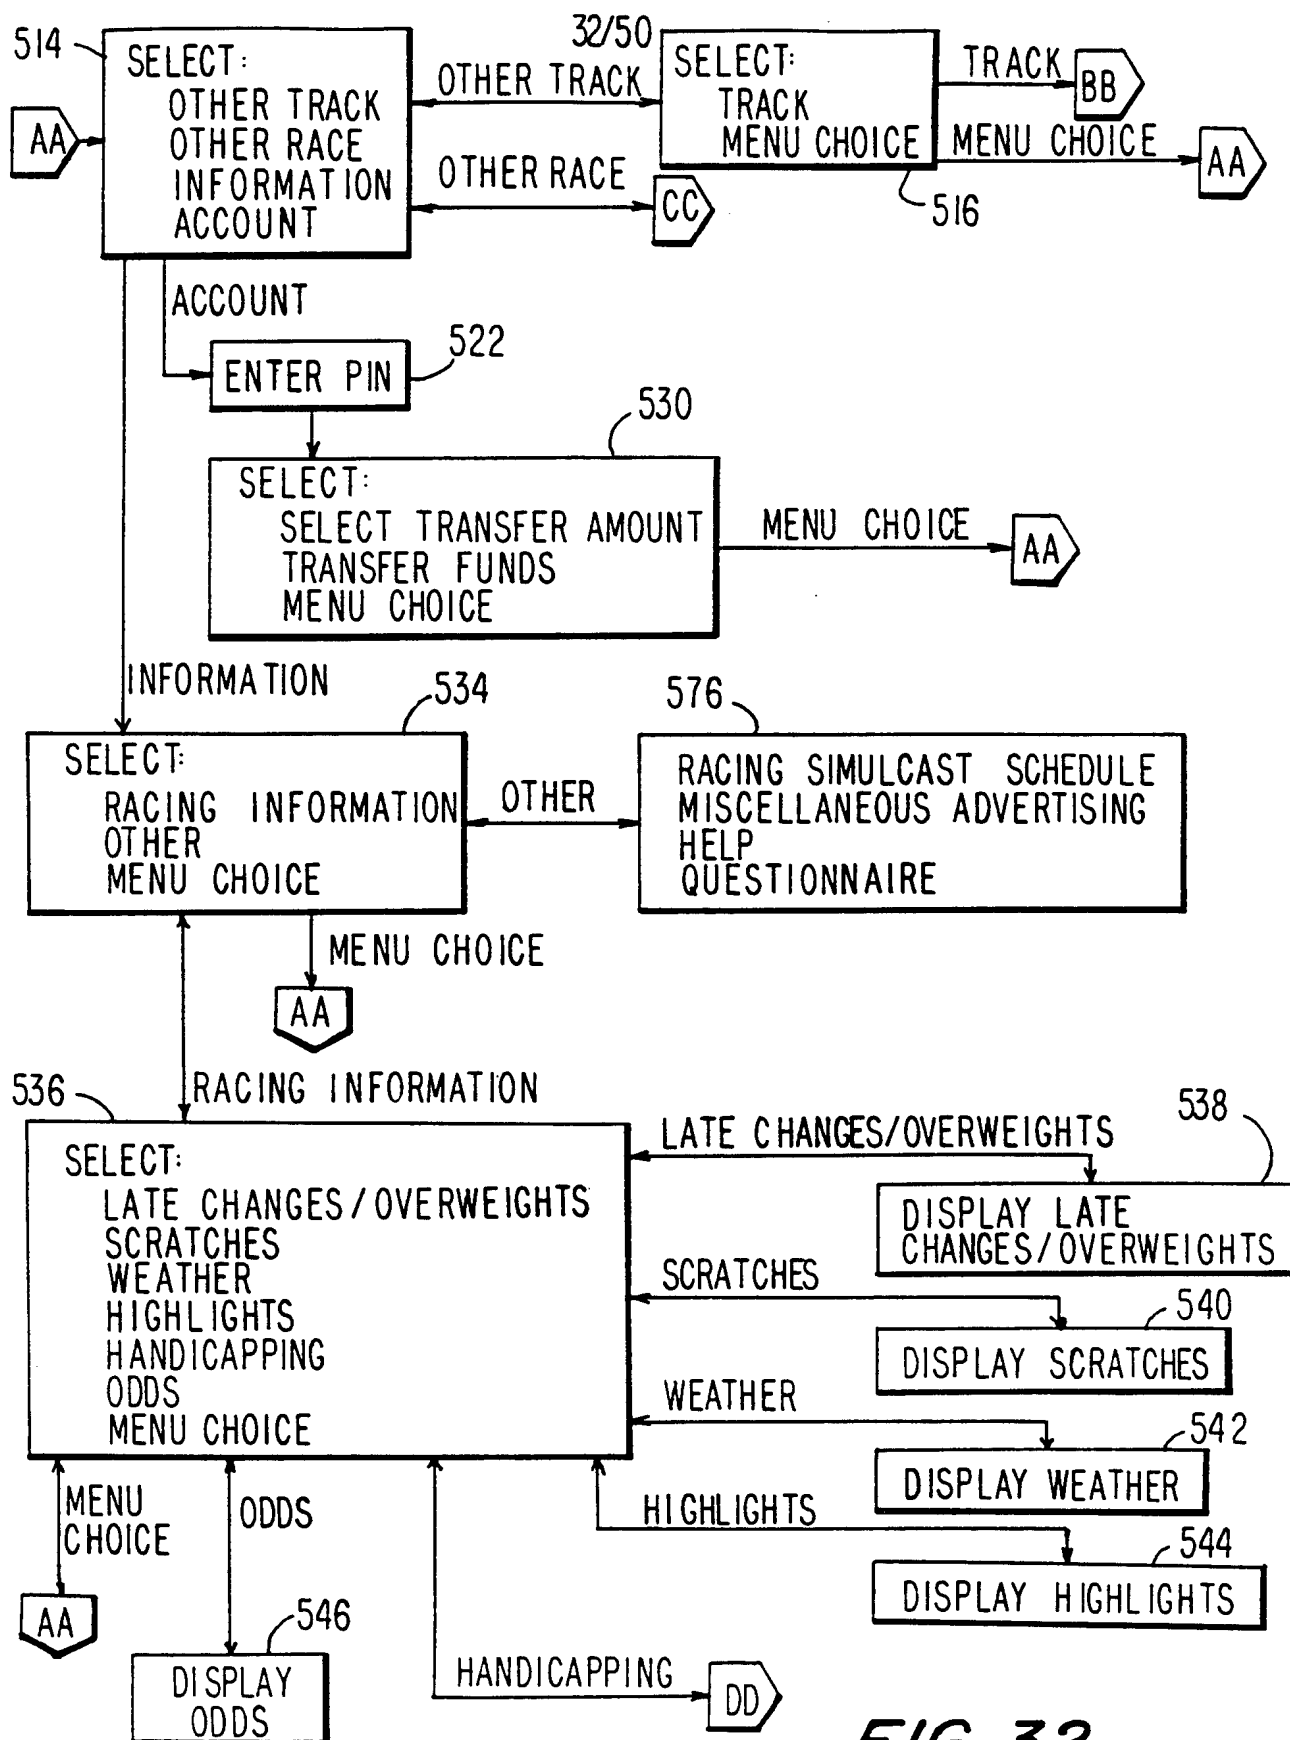 514
SELECT:
OTHER TRACK
OTHER RACE
INFORMATION
ACCOUNT
AA
OTHER TRACK
OTHER RACE
CC
32/50
SELECT:
TRACK
MENU CHOICE
516
TRACK
BB
MENU CHOICE
AA
ACCOUNT
ENTER PIN
522
530
SELECT:
SELECT TRANSFER AMOUNT
TRANSFER FUNDS
MENU CHOICE
MENU CHOICE
AA
INFORMATION
534
SELECT:
RACING INFORMATION
OTHER
MENU CHOICE
OTHER
576
RACING SIMULCAST SCHEDULE
MISCELLANEOUS ADVERTISING
HELP
QUESTIONNAIRE
MENU CHOICE
AA
RACING INFORMATION
536
SELECT:
LATE CHANGES/OVERWEIGHTS
SCRATCHES
WEATHER
HIGHLIGHTS
HANDICAPPING
ODDS
MENU CHOICE
LATE CHANGES/OVERWEIGHTS
538
DISPLAY LATE
CHANGES/OVERWEIGHTS
SCRATCHES
540
DISPLAY SCRATCHES
WEATHER
542
DISPLAY WEATHER
HIGHLIGHTS
544
DISPLAY HIGHLIGHTS
MENU
CHOICE
AA
ODDS
546
DISPLAY
ODDS
HANDICAPPING
DD
FIG. 32